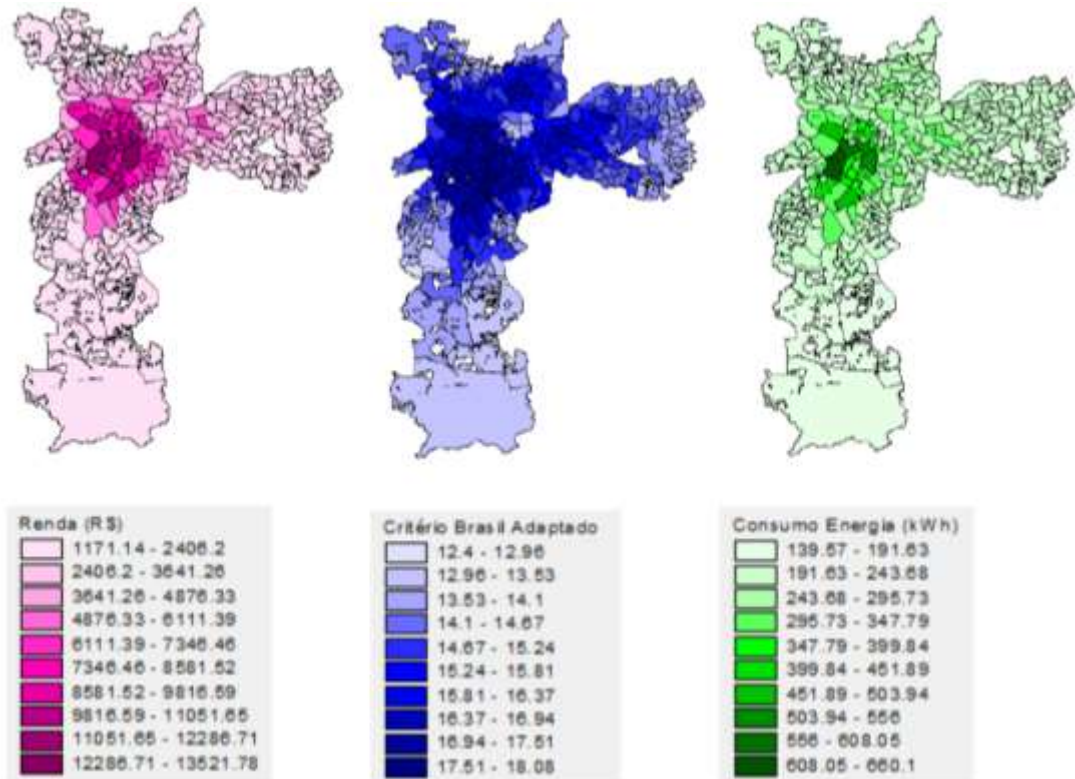 Renda (R$)
1171.14 - 2406.2
2406.2 - 3641.26
3641.26 - 4876.33
4876.33 - 6111.39
6111.39 - 7346.46
7346.46 - 8581.52
8581.52 - 9816.59
9816.59 - 11051.65
11051.65 - 12286.71
12286.71 - 13521.78
Critério Brasil Adaptado
12.4 - 12.96
12.96 - 13.53
13.53 - 14.1
14.1 - 14.67
14.67 - 15.24
15.24 - 15.81
15.81 - 16.37
16.37 - 16.94
16.94 - 17.51
17.51 - 18.08
Consumo Energia (kWh)
139.57 - 191.63
191.63 - 243.68
243.68 - 295.73
295.73 - 347.79
347.79 - 399.84
399.84 - 451.89
451.89 - 503.94
503.94 - 556
556 - 608.05
608.05 - 660.1